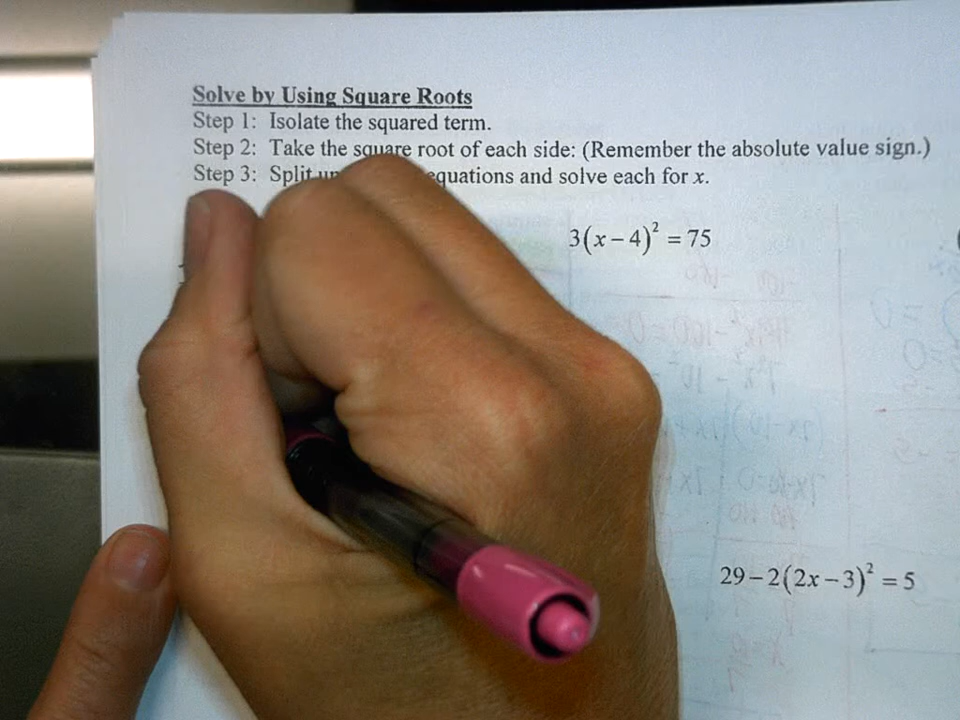 Solve by Using Square Roots
Step 1: Isolate the squared term.
Step 2: Take the square root of each side: (Remember the absolute value sign.)
Step 3: Split equations and solve each for x.
3(x−4)² = 75
29−2(2x−3)² = 5